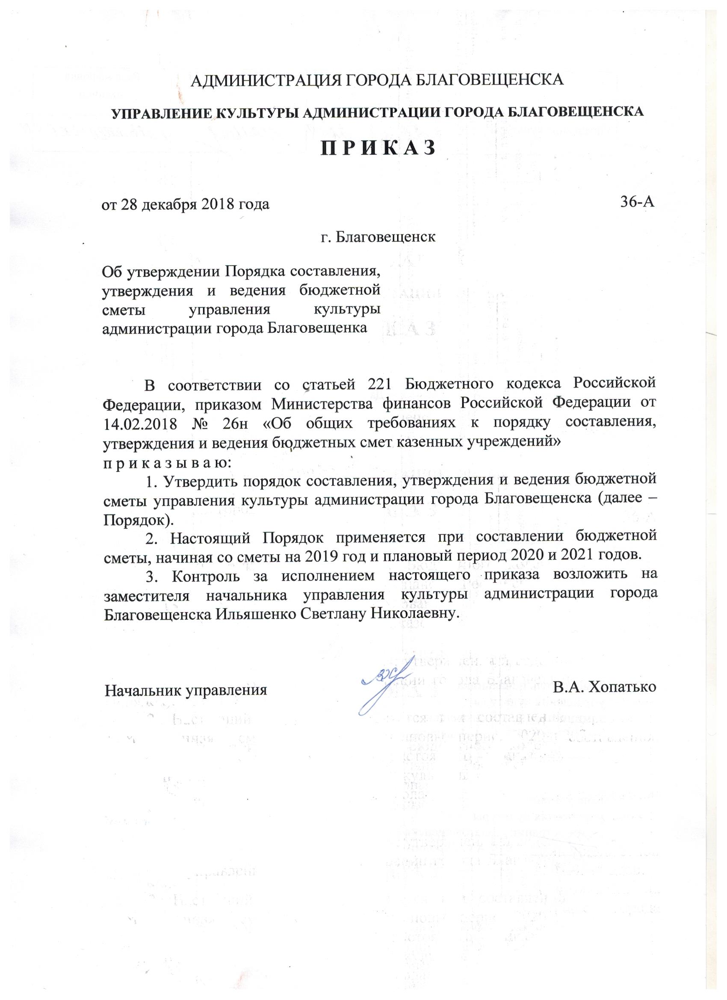 АДМИНИСТРАЦИЯ ГОРОДА БЛАГОВЕЩЕНСКА
УПРАВЛЕНИЕ КУЛЬТУРЫ АДМИНИСТРАЦИИ ГОРОДА БЛАГОВЕЩЕНСКА
П Р И К А З
от 28 декабря 2018 года 36-А
г. Благовещенск
Об утверждении Порядка составления,
утверждения и ведения бюджетной
сметы управления культуры
администрации города Благовещенка
В соответствии со статьей 221 Бюджетного кодекса Российской
Федерации, приказом Министерства финансов Российской Федерации от
14.02.2018 № 26н «Об общих требованиях к порядку составления,
утверждения и ведения бюджетных смет казенных учреждений»
п р и к а з ы в а ю:
1. Утвердить порядок составления, утверждения и ведения бюджетной
сметы управления культуры администрации города Благовещенска (далее –
Порядок).
2. Настоящий Порядок применяется при составлении бюджетной
сметы, начиная со сметы на 2019 год и плановый период 2020 и 2021 годов.
3. Контроль за исполнением настоящего приказа возложить на
заместителя начальника управления культуры администрации города
Благовещенска Ильяшенко Светлану Николаевну.
Начальник управления В.А. Хопатько